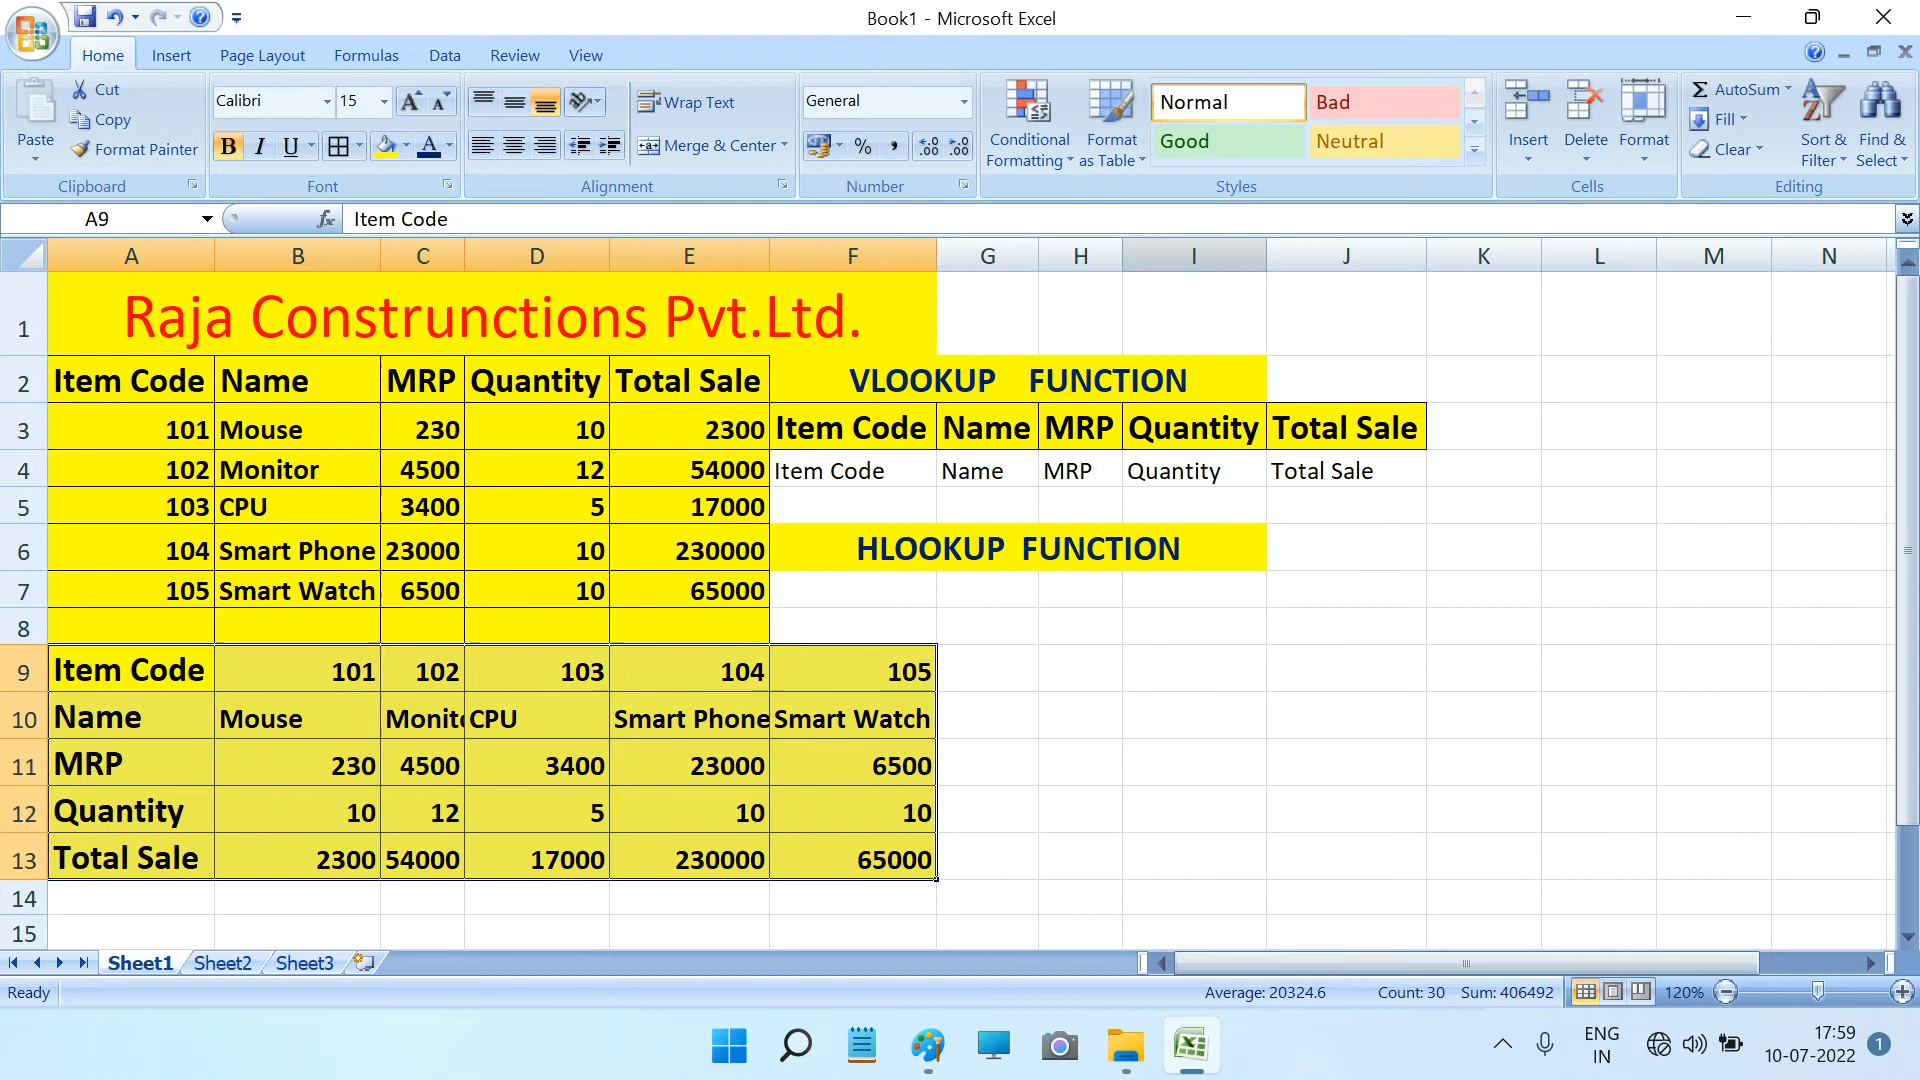 Book1 - Microsoft Excel
Home Insert Page Layout Formulas Data Review View
Paste
Cut
Copy
Format Painter
Clipboard
Calibri 15
B I U A
Font
Wrap Text
Merge & Center
Alignment
General
% ,
Number
Conditional Formatting
Format as Table
Normal Bad
Good Neutral
Styles
Insert Delete Format
Cells
Σ AutoSum
Fill
Clear
Sort & Filter
Find & Select
Editing
A9 fx Item Code
A B C D E F G H I J K L M N
1 Raja Construnctions Pvt.Ltd.
2 Item Code Name MRP Quantity Total Sale VLOOKUP FUNCTION
3 101 Mouse 230 10 2300 Item Code Name MRP Quantity Total Sale
4 102 Monitor 4500 12 54000 Item Code Name MRP Quantity Total Sale
5 103 CPU 3400 5 17000
6 104 Smart Phone 23000 10 230000 HLOOKUP FUNCTION
7 105 Smart Watch 6500 10 65000
8
9 Item Code 101 102 103 104 105
10 Name Mouse Monit CPU Smart Phone Smart Watch
11 MRP 230 4500 3400 23000 6500
12 Quantity 10 12 5 10 10
13 Total Sale 2300 54000 17000 230000 65000
14
15
Sheet1 Sheet2 Sheet3
Ready Average: 20324.6 Count: 30 Sum: 406492 120%
ENG
IN
17:59
10-07-2022
1